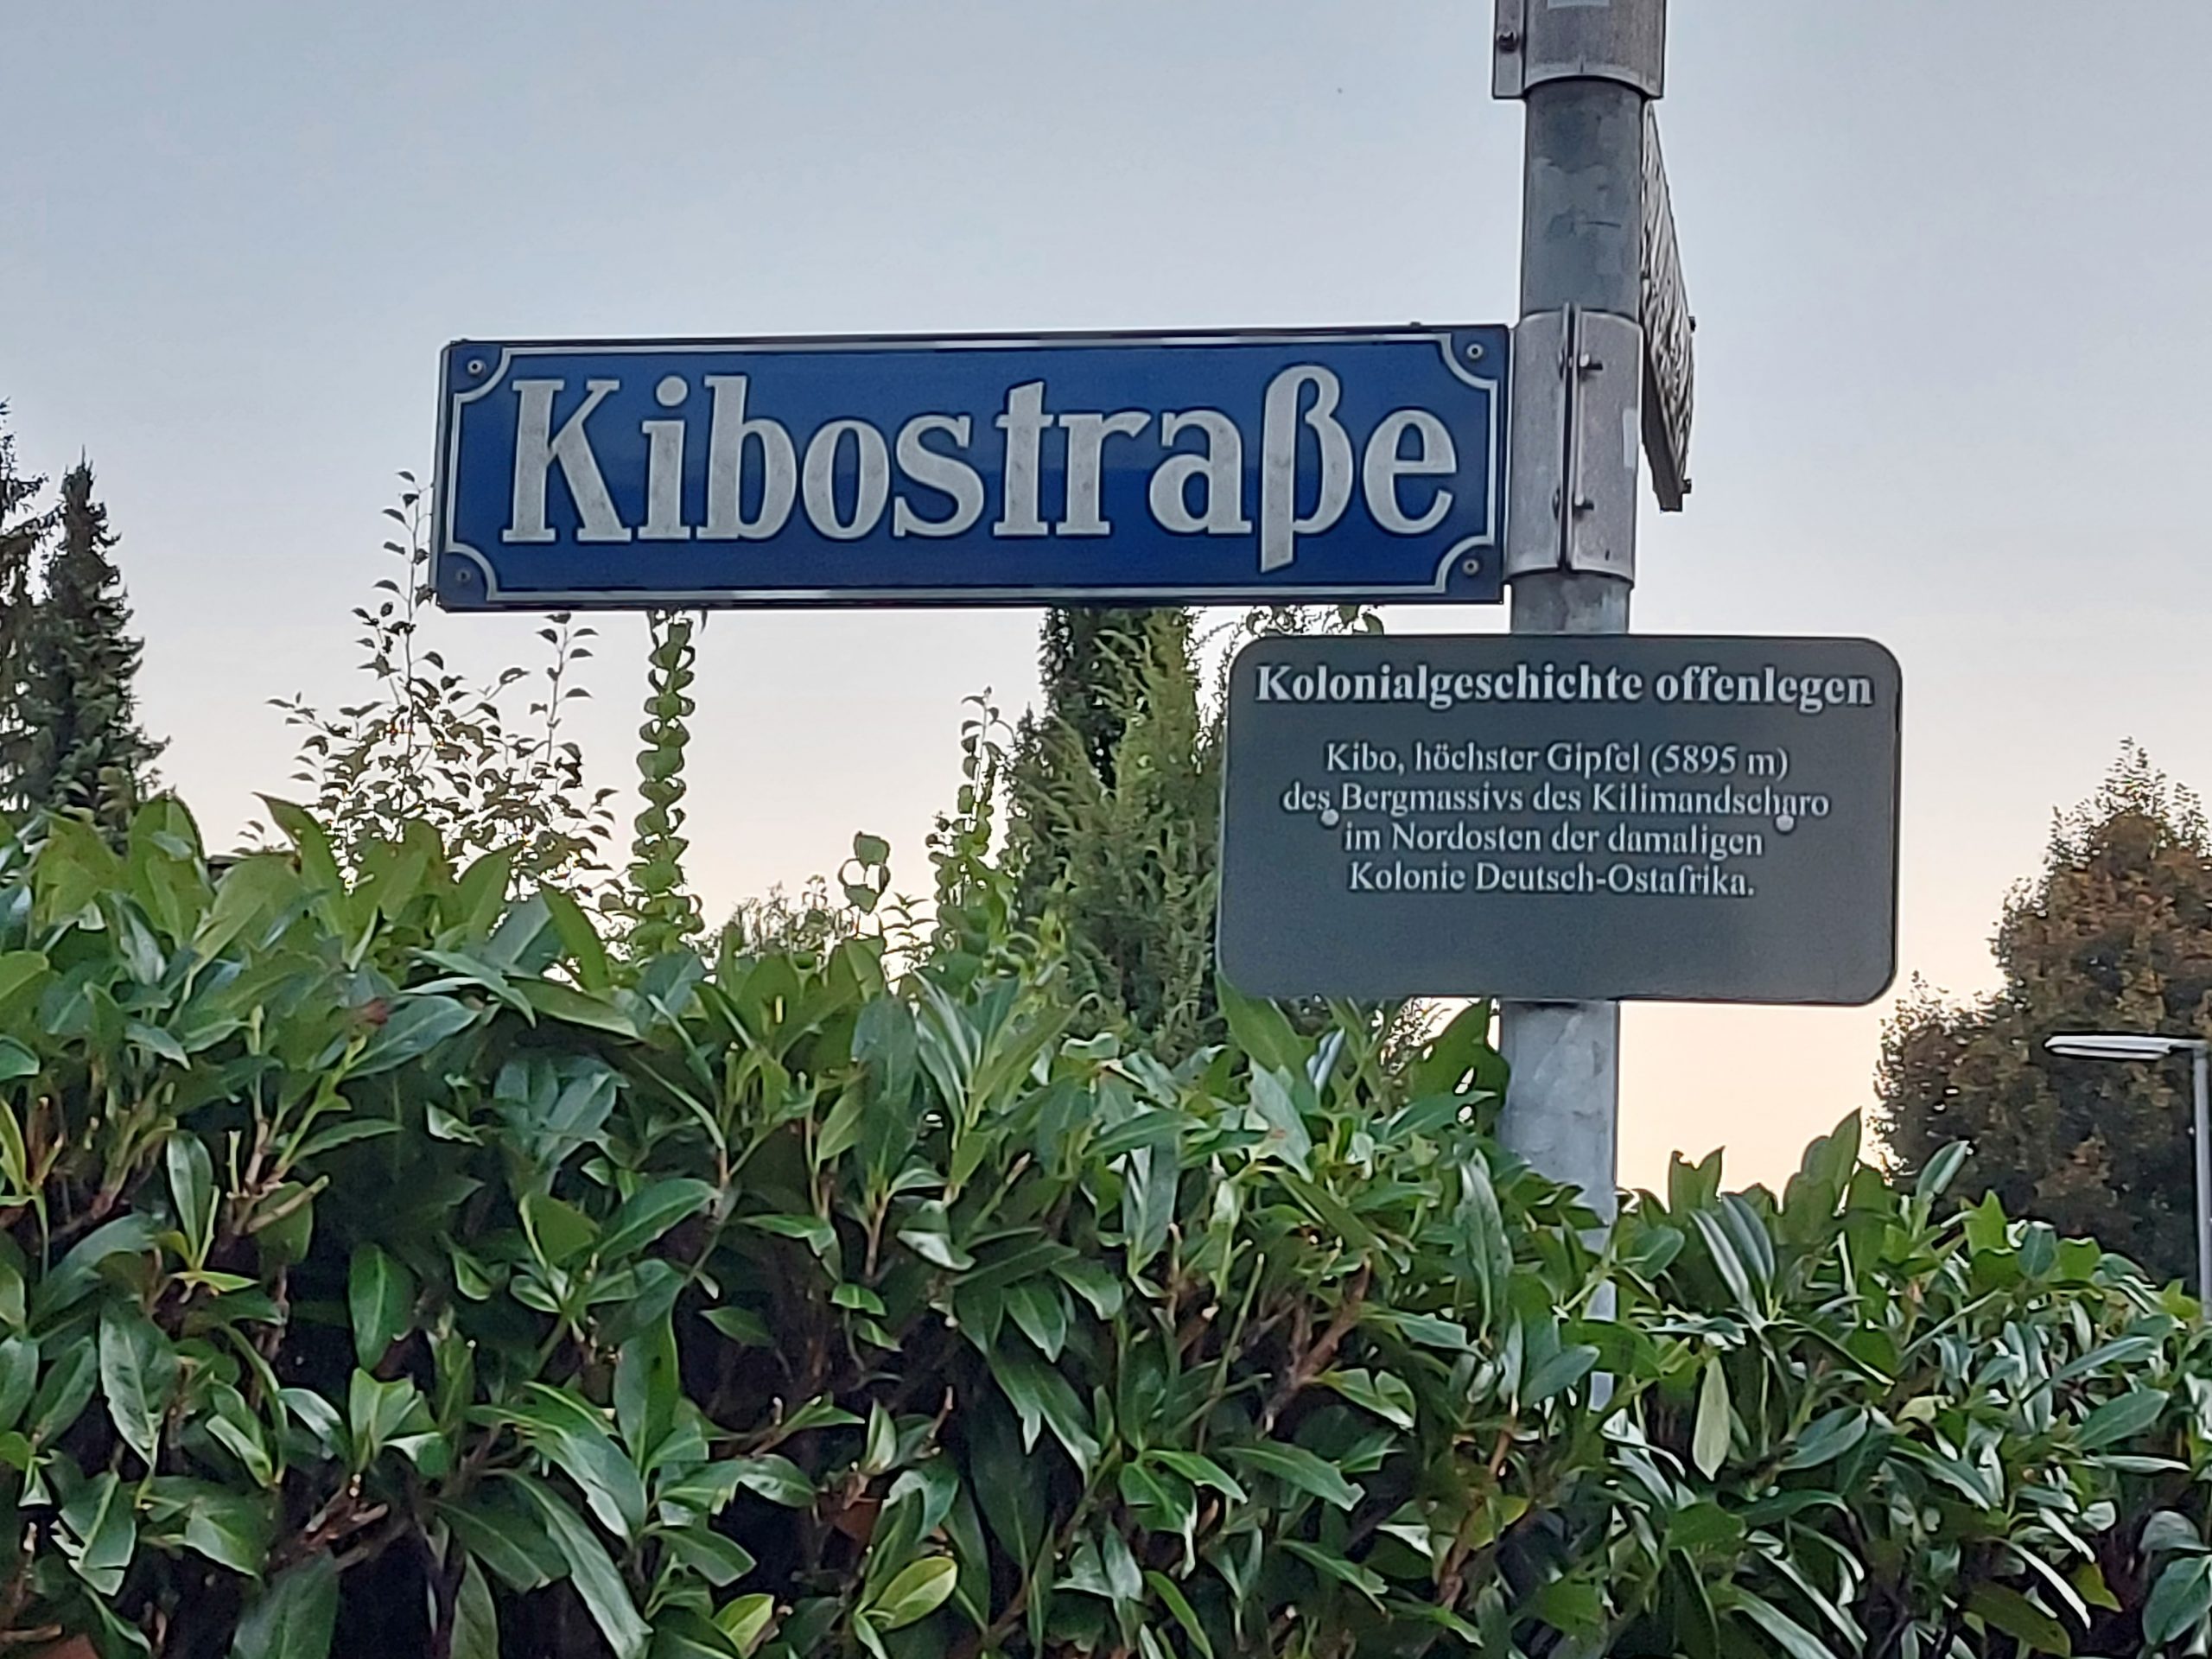 Kibostraße
Kolonialgeschichte offenlegen
Kibo, höchster Gipfel (5895 m)
des Bergmassivs des Kilimandscharo
im Nordosten der damaligen
Kolonie Deutsch-Ostafrika.